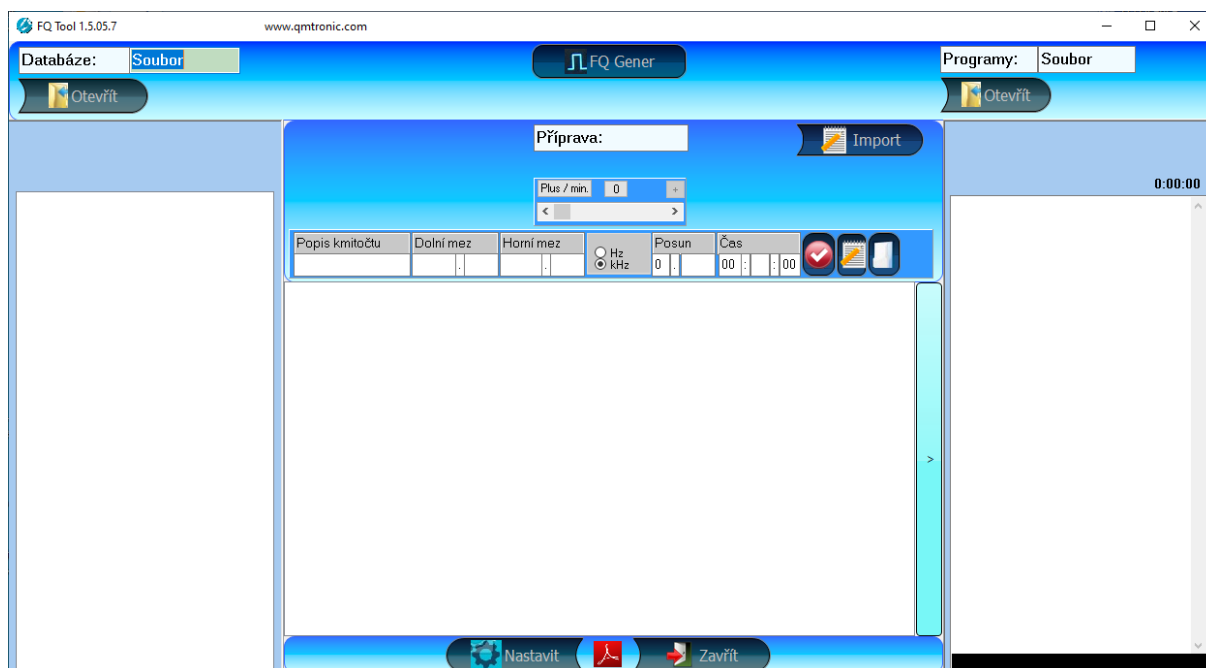 FQ Tool 1.5.05.7 www.qmtronic.com
Databáze: Soubor
FQ Gener
Programy: Soubor
Otevřít
Otevřít
Příprava:
Import
0:00:00
Plus / min. 0 +
< >
Popis kmitočtu Dolní mez Horní mez Hz Posun Čas
. . kHz 0 . 00 : : 00
>
Nastavit Zavřít